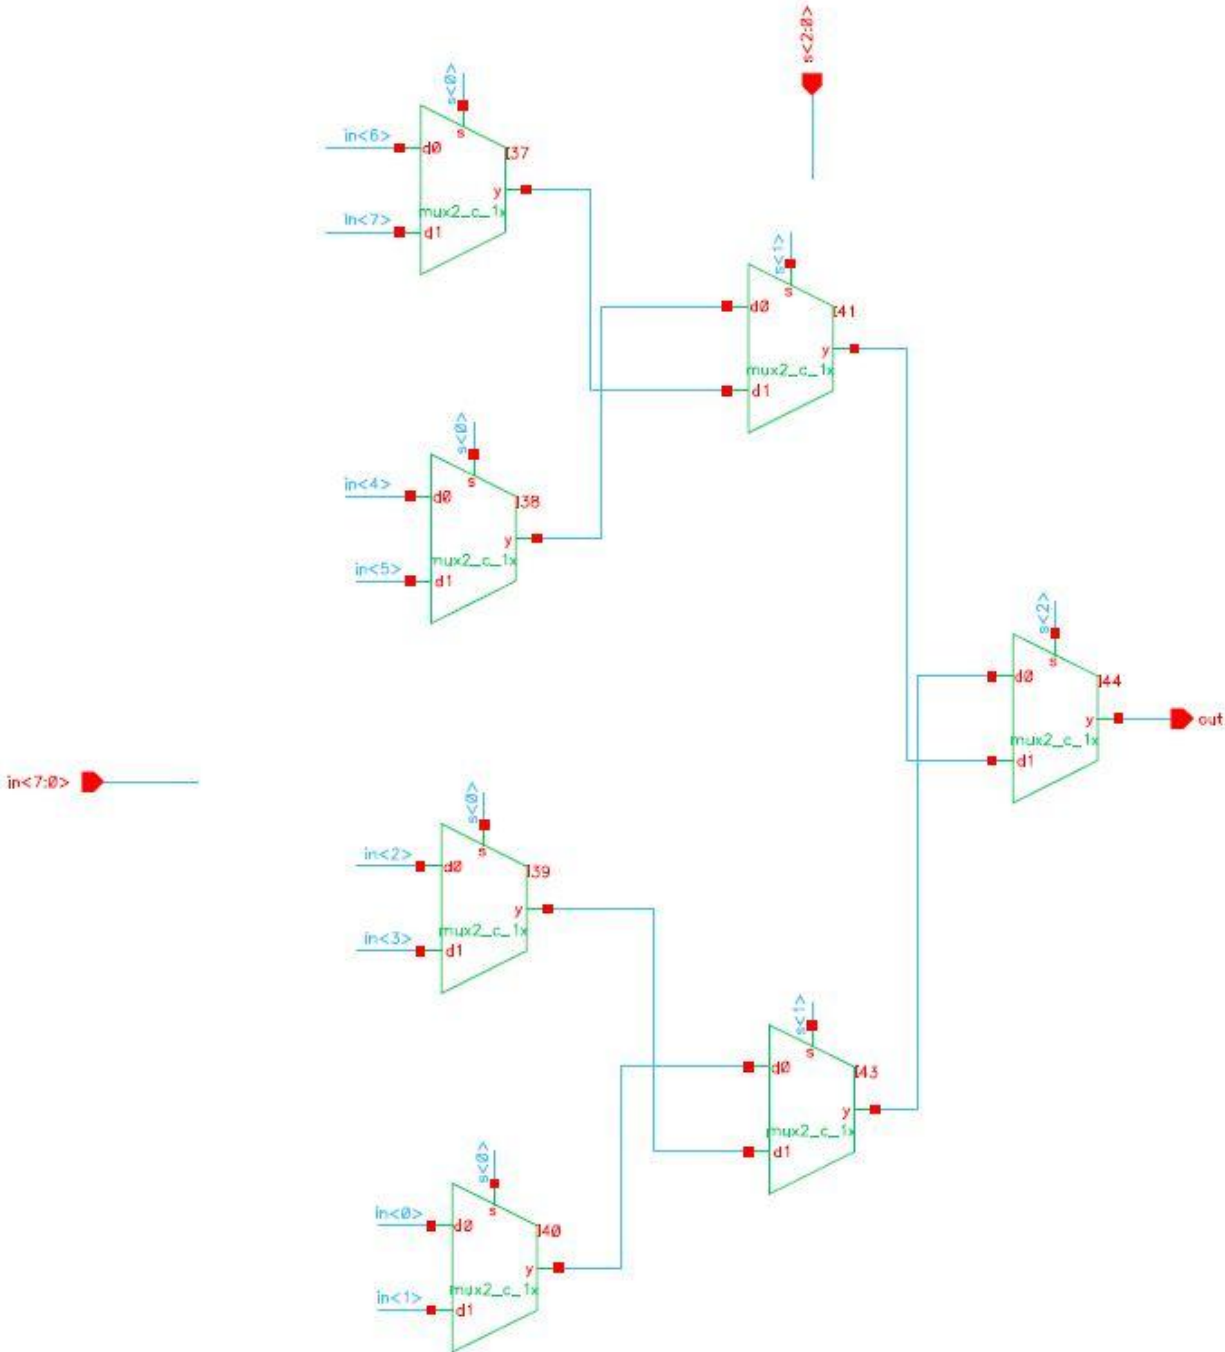 s<2:0>
s<0>
in<6>
d0
s
I37
y
mux2_c_1x
in<7>
d1
s<1>
s
d0
I41
y
mux2_c_1x
d1
s<0>
s
in<4>
d0
I38
y
mux2_c_1x
in<5>
d1
s<2>
s
d0
I44
y
out
mux2_c_1x
d1
in<7:0>
s<0>
s
in<2>
d0
I39
y
mux2_c_1x
in<3>
d1
s<1>
s
d0
I43
y
mux2_c_1x
d1
s<0>
s
in<0>
d0
I40
y
mux2_c_1x
in<1>
d1